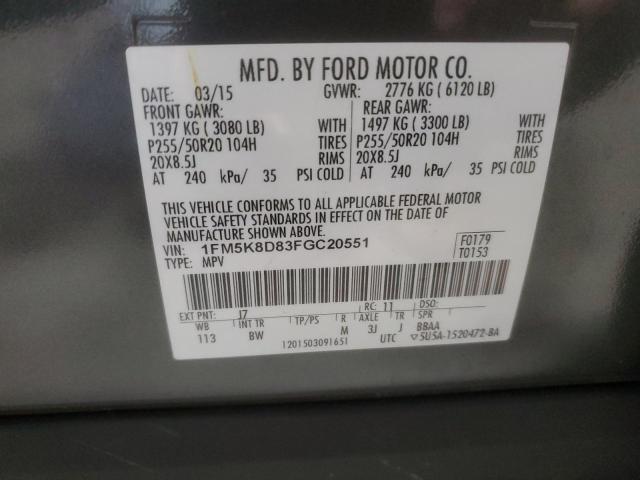 MFD. BY FORD MOTOR CO.
DATE: 03/15 GVWR: 2776 KG ( 6120 LB)
FRONT GAWR: REAR GAWR:
1397 KG ( 3080 LB) WITH 1497 KG ( 3300 LB) WITH
P255/50R20 104H TIRES P255/50R20 104H TIRES
20X8.5J RIMS 20X8.5J RIMS
AT 240 kPa/ 35 PSI COLD AT 240 kPa/ 35 PSI COLD
THIS VEHICLE CONFORMS TO ALL APPLICABLE FEDERAL MOTOR
VEHICLE SAFETY STANDARDS IN EFFECT ON THE DATE OF
MANUFACTURE SHOWN ABOVE.
VIN: 1FM5K8D83FGC20551 F0179
TYPE: MPV T0153
EXT PNT: J7 RC: 11 DSO:
WB INT TR TP/PS R AXLE TR SPR
113 BW M 3J J BBAA
1201503091651 UTC ▽5U5A-1520472-BA